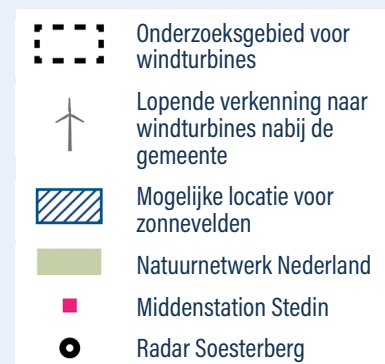 Onderzoeksgebied voor
windturbines
Lopende verkenning naar
windturbines nabij de
gemeente
Mogelijke locatie voor
zonnevelden
Natuurnetwerk Nederland
Middenstation Stedin
Radar Soesterberg